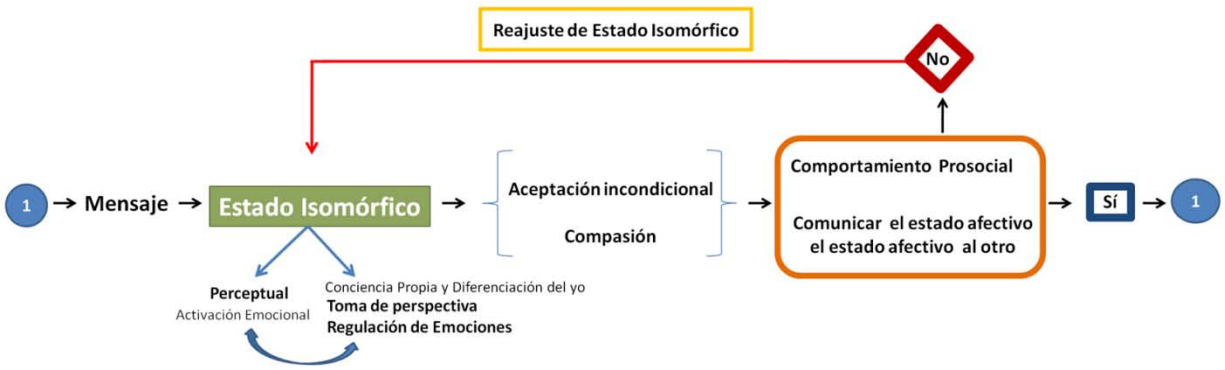 Reajuste de Estado Isomórfico
No
1
Mensaje
Estado Isomórfico
Aceptación incondicional
Compasión
Comportamiento Prosocial
Comunicar el estado afectivo
el estado afectivo al otro
Sí
1
Perceptual
Activación Emocional
Conciencia Propia y Diferenciación del yo
Toma de perspectiva
Regulación de Emociones